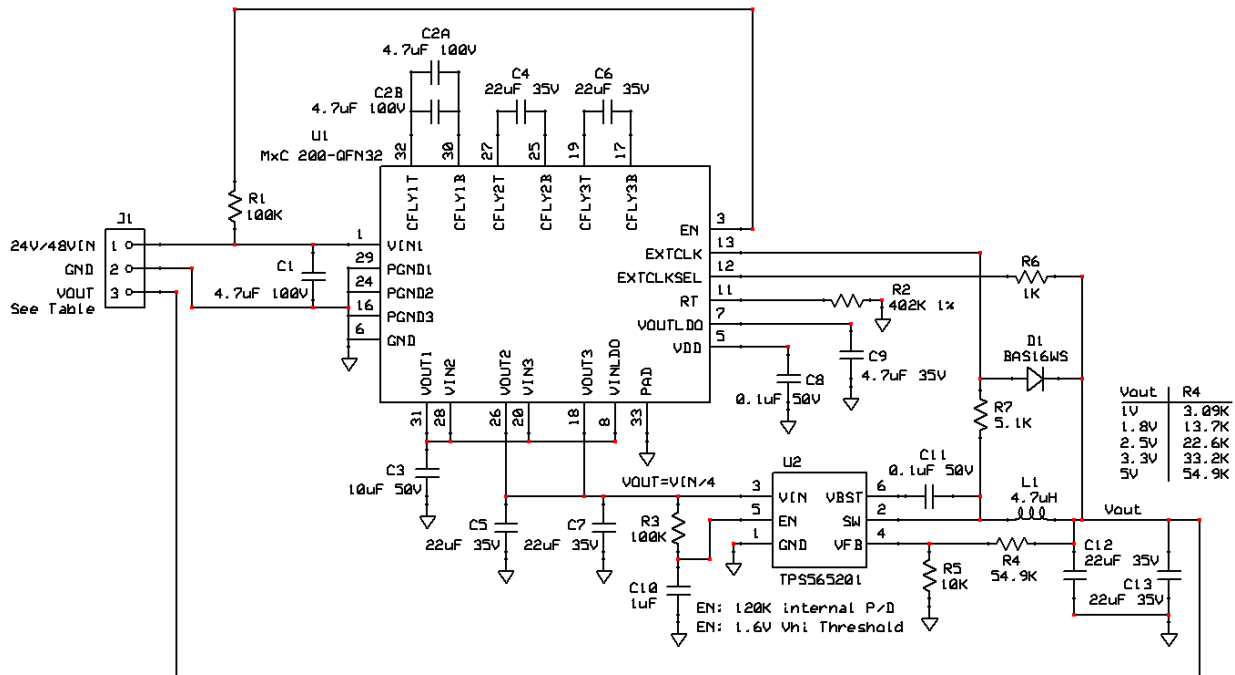 C2A
4.7uF 100V
C2B
4.7uF 100V
C4
22uF 35V
C6
22uF 35V
U1
MxC 200-QFN32
32
30
27
25
19
17
CFLY1T
CFLY1B
CFLY2T
CFLY2B
CFLY3T
CFLY3B
R1
100K
J1
24V/48VIN 1
GND 2
VOUT 3
See Table
C1
4.7uF 100V
1 VIN1
29 PGND1
24 PGND2
16 PGND3
6 GND
EN 3
EXTCLK 13
EXTCLKSEL 12
RT 11
VOUTLDO 7
VDD 5
VOUT1
VIN2
VOUT2
VIN3
VOUT3
VINLDO
PAD
31
28
26
20
18
8
33
R6
1K
R2
402K 1%
C9
4.7uF 35V
C8
0.1uF 50V
D1
BAS16WS
R7
5.1K
Vout R4
1V 3.09K
1.8V 13.7K
2.5V 22.6K
3.3V 33.2K
5V 54.9K
C3
10uF 50V
VOUT=VIN/4
C5
22uF 35V
C7
22uF 35V
R3
100K
C10
1uF
U2
3 VIN
5 EN
1 GND
VBST 6
SW 2
VFB 4
TPS565201
C11
0.1uF 50V
L1
4.7uH
Vout
R4
54.9K
R5
10K
C12
22uF 35V
C13
22uF 35V
EN: 120K internal P/D
EN: 1.6V Vhi Threshold